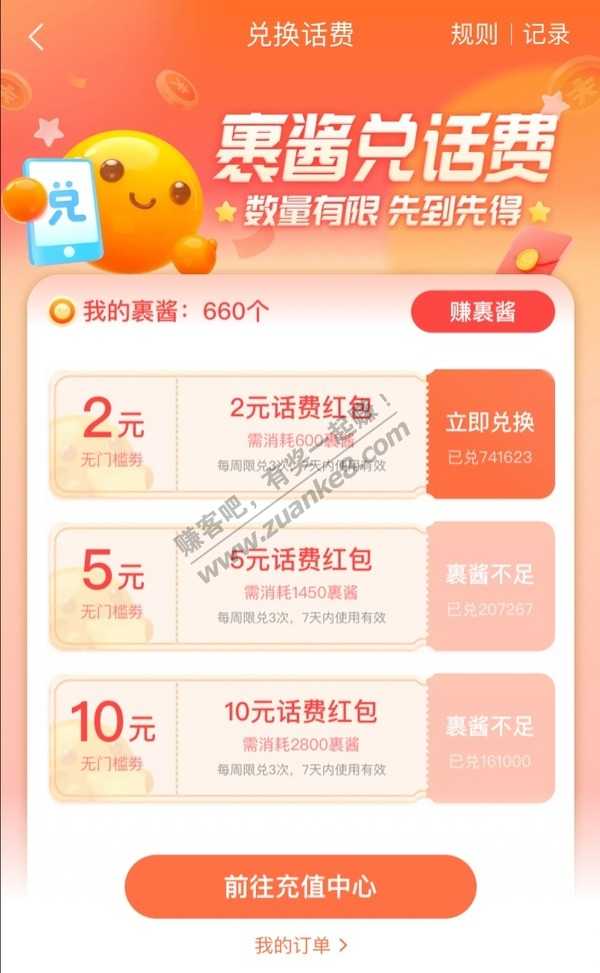 兑换话费
规则
记录
兑
裹酱兑话费
数量有限 先到先得
我的裹酱：660个
赚裹酱
2元
无门槛券
2元话费红包
需消耗600裹酱
每周限兑3次，7天内使用有效
立即兑换
已兑741623
赚客吧，有奖一起赚！
www.zuanke8.com
5元
无门槛券
5元话费红包
需消耗1450裹酱
每周限兑3次，7天内使用有效
裹酱不足
已兑207267
10元
无门槛券
10元话费红包
需消耗2800裹酱
每周限兑3次，7天内使用有效
裹酱不足
已兑161000
前往充值中心
我的订单